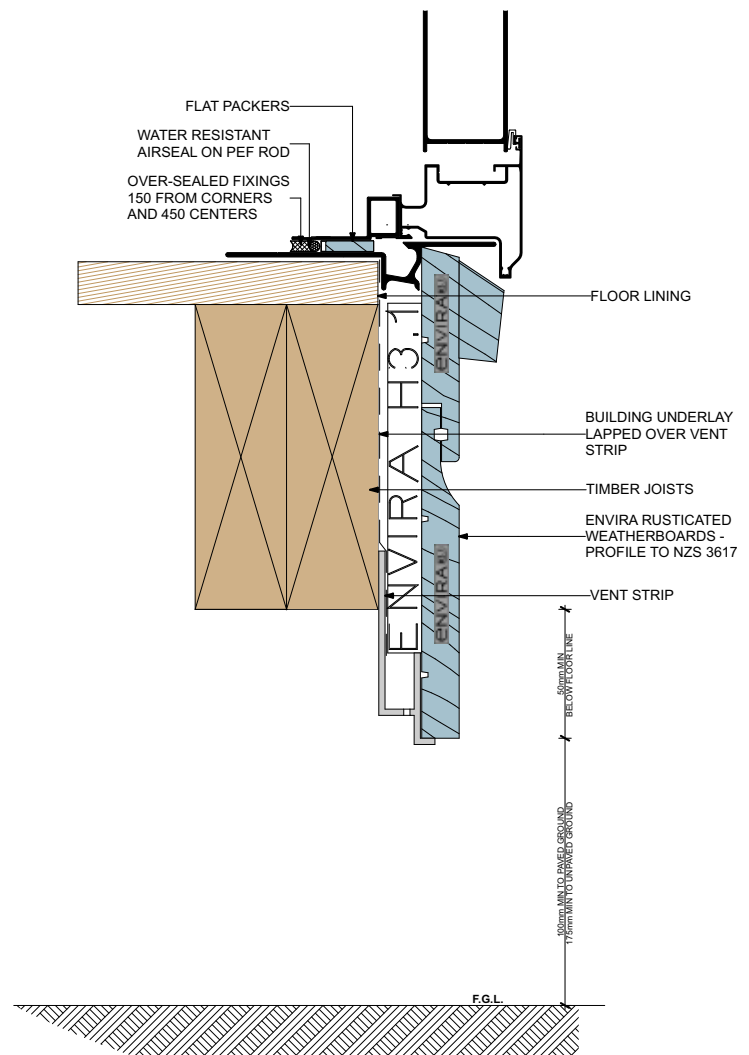 FLAT PACKERS
WATER RESISTANT
AIRSEAL ON PEF ROD
OVER-SEALED FIXINGS
150 FROM CORNERS
AND 450 CENTERS
FLOOR LINING
BUILDING UNDERLAY
LAPPED OVER VENT
STRIP
TIMBER JOISTS
ENVIRA RUSTICATED
WEATHERBOARDS -
PROFILE TO NZS 3617
VENT STRIP
ENVIRA H3.1
ENVIRA
ENVIRA
50mm MIN
BELOW FLOOR LINE
100mm MIN TO PAVED GROUND
175mm MIN TO UNPAVED GROUND
F.G.L.